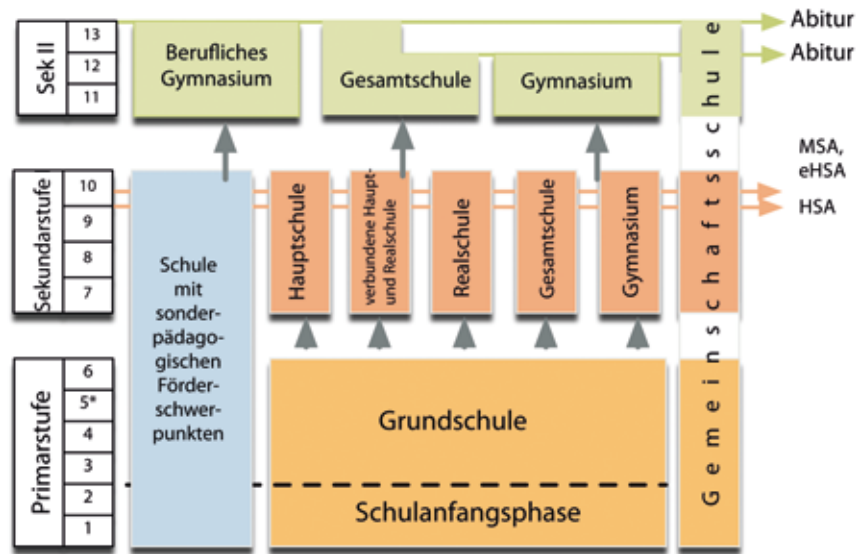 Sek II
13
12
11
Berufliches
Gymnasium
Gesamtschule
Gymnasium
Abitur
Abitur
Sekundarstufe I
10
9
8
7
Hauptschule
verbundene Haupt-
und Realschule
Realschule
Gesamtschule
Gymnasium
MSA,
eHSA
HSA
Schule
mit
sonder-
pädago-
gischen
Förder-
schwer-
punkten
Primarstufe
6
5*
4
3
2
1
Grundschule
Schulanfangsphase
Gemeinschaftsschule